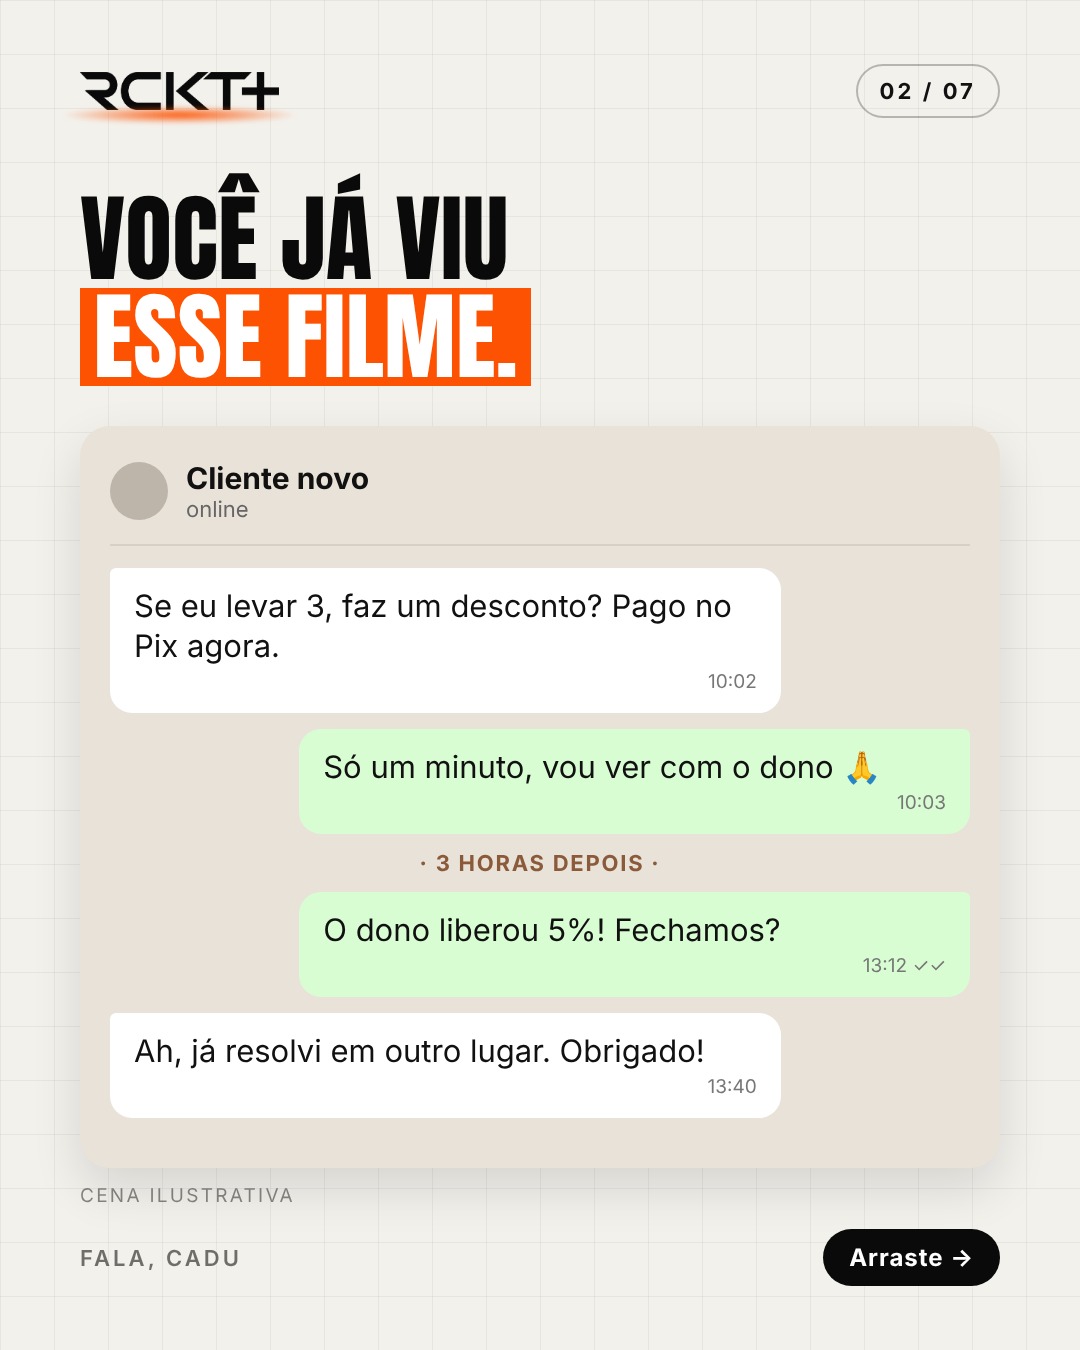 RCKT+
02 / 07
VOCÊ JÁ VIU
ESSE FILME.
Cliente novo
online
Se eu levar 3, faz um desconto? Pago no
Pix agora.
10:02
Só um minuto, vou ver com o dono 🙏
10:03
· 3 HORAS DEPOIS ·
O dono liberou 5%! Fechamos?
13:12 ✓✓
Ah, já resolvi em outro lugar. Obrigado!
13:40
CENA ILUSTRATIVA
FALA, CADU
Arraste →